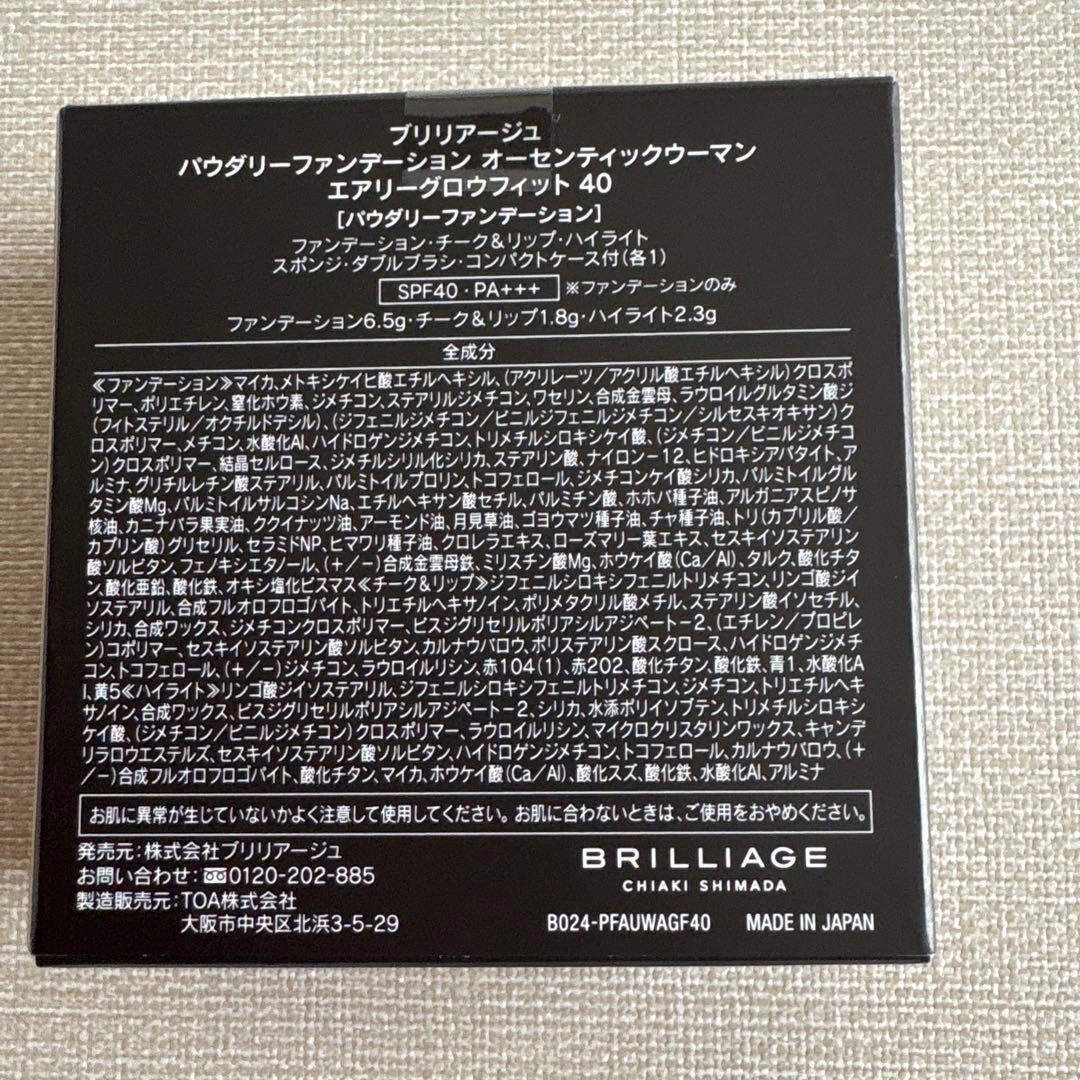 ブリリアージュ
パウダリーファンデーション オーセンティックウーマン
エアリーグロウフィット 40
[パウダリーファンデーション]
ファンデーション・チーク&リップ・ハイライト
スポンジ・ダブルブラシ・コンパクトケース付(各1)
SPF40・PA+++ ※ファンデーションのみ
ファンデーション6.5g・チーク&リップ1.8g・ハイライト2.3g
全成分
≪ファンデーション≫マイカ、メトキシケイヒ酸エチルヘキシル、(アクリレーツ/アクリル酸エチルヘキシル)クロスポ
リマー、ポリエチレン、窒化ホウ素、ジメチコン、ステアリルジメチコン、ワセリン、合成金雲母、ラウロイルグルタミン酸ジ
(フィトステリル/オクチルドデシル)、(ジフェニルジメチコン/ビニルジフェニルジメチコン/シルセスキオキサン)ク
ロスポリマー、メチコン、水酸化Al、ハイドロゲンジメチコン、トリメチルシロキシケイ酸、(ジメチコン/ビニルジメチコ
ン)クロスポリマー、結晶セルロース、ジメチルシリル化シリカ、ステアリン酸、ナイロン-12、ヒドロキシアパタイト、ア
ルミナ、グリチルレチン酸ステアリル、パルミトイルプロリン、トコフェロール、ジメチコンケイ酸シリカ、パルミトイルグル
タミン酸Mg、パルミトイルサルコシンNa、エチルヘキサン酸セチル、パルミチン酸、ホホバ種子油、アルガニアスピノサ
核油、カニナバラ果実油、ククイナッツ油、アーモンド油、月見草油、ゴヨウマツ種子油、チャ種子油、トリ(カプリル酸/
カプリン酸)グリセリル、セラミドNP、ヒマワリ種子油、クロレラエキス、ローズマリー葉エキス、セスキイソステアリン
酸ソルビタン、フェノキシエタノール、(+/-)合成金雲母鉄、ミリスチン酸Mg、ホウケイ酸(Ca/Al)、タルク、酸化チタ
ン、酸化亜鉛、酸化鉄、オキシ塩化ビスマス≪チーク&リップ≫ジフェニルシロキシフェニルトリメチコン、リンゴ酸ジイ
ソステアリル、合成フルオロフロゴパイト、トリエチルヘキサノイン、ポリメタクリル酸メチル、ステアリン酸イソセチル、
シリカ、合成ワックス、ジメチコンクロスポリマー、ビスジグリセリルポリアシルアジペート-2、(エチレン/プロピレ
ン)コポリマー、セスキイソステアリン酸ソルビタン、カルナウバロウ、ポリステアリン酸スクロース、ハイドロゲンジメチ
コン、トコフェロール、(+/-)ジメチコン、ラウロイルリシン、赤104(1)、赤202、酸化チタン、酸化鉄、青1、水酸化A
l、黄5≪ハイライト≫リンゴ酸ジイソステアリル、ジフェニルシロキシフェニルトリメチコン、ジメチコン、トリエチルヘキ
サノイン、合成ワックス、ビスジグリセリルポリアシルアジペート-2、シリカ、水添ポリイソブテン、トリメチルシロキシ
ケイ酸、(ジメチコン/ビニルジメチコン)クロスポリマー、ラウロイルリシン、マイクロクリスタリンワックス、キャンデ
リラロウエステルズ、セスキイソステアリン酸ソルビタン、ハイドロゲンジメチコン、トコフェロール、カルナウバロウ、(+
/-)合成フルオロフロゴパイト、酸化チタン、マイカ、ホウケイ酸(Ca/Al)、酸化スズ、酸化鉄、水酸化Al、アルミナ
お肌に異常が生じていないかよく注意して使用してください。お肌に合わないときは、ご使用をおやめください。
発売元:株式会社ブリリアージュ
お問い合わせ:0120-202-885
製造販売元:TOA株式会社
大阪市中央区北浜3-5-29
BRILLIAGE
CHIAKI SHIMADA
B024-PFAUWAGF40 MADE IN JAPAN